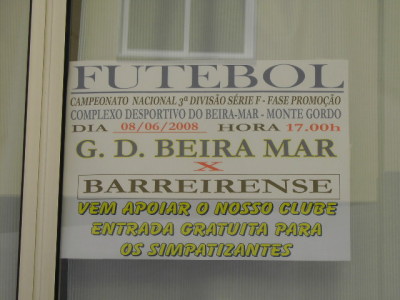 FUTEBOL
CAMPEONATO NACIONAL 3ª DIVISÃO SÉRIE F - FASE PROMOÇÃO
COMPLEXO DESPORTIVO DO BEIRA-MAR - MONTE GORDO
DIA 08/06/2008 HORA 17.00h
G. D. BEIRA MAR
X
BARREIRENSE
VEM APOIAR O NOSSO CLUBE
ENTRADA GRATUITA PARA
OS SIMPATIZANTES